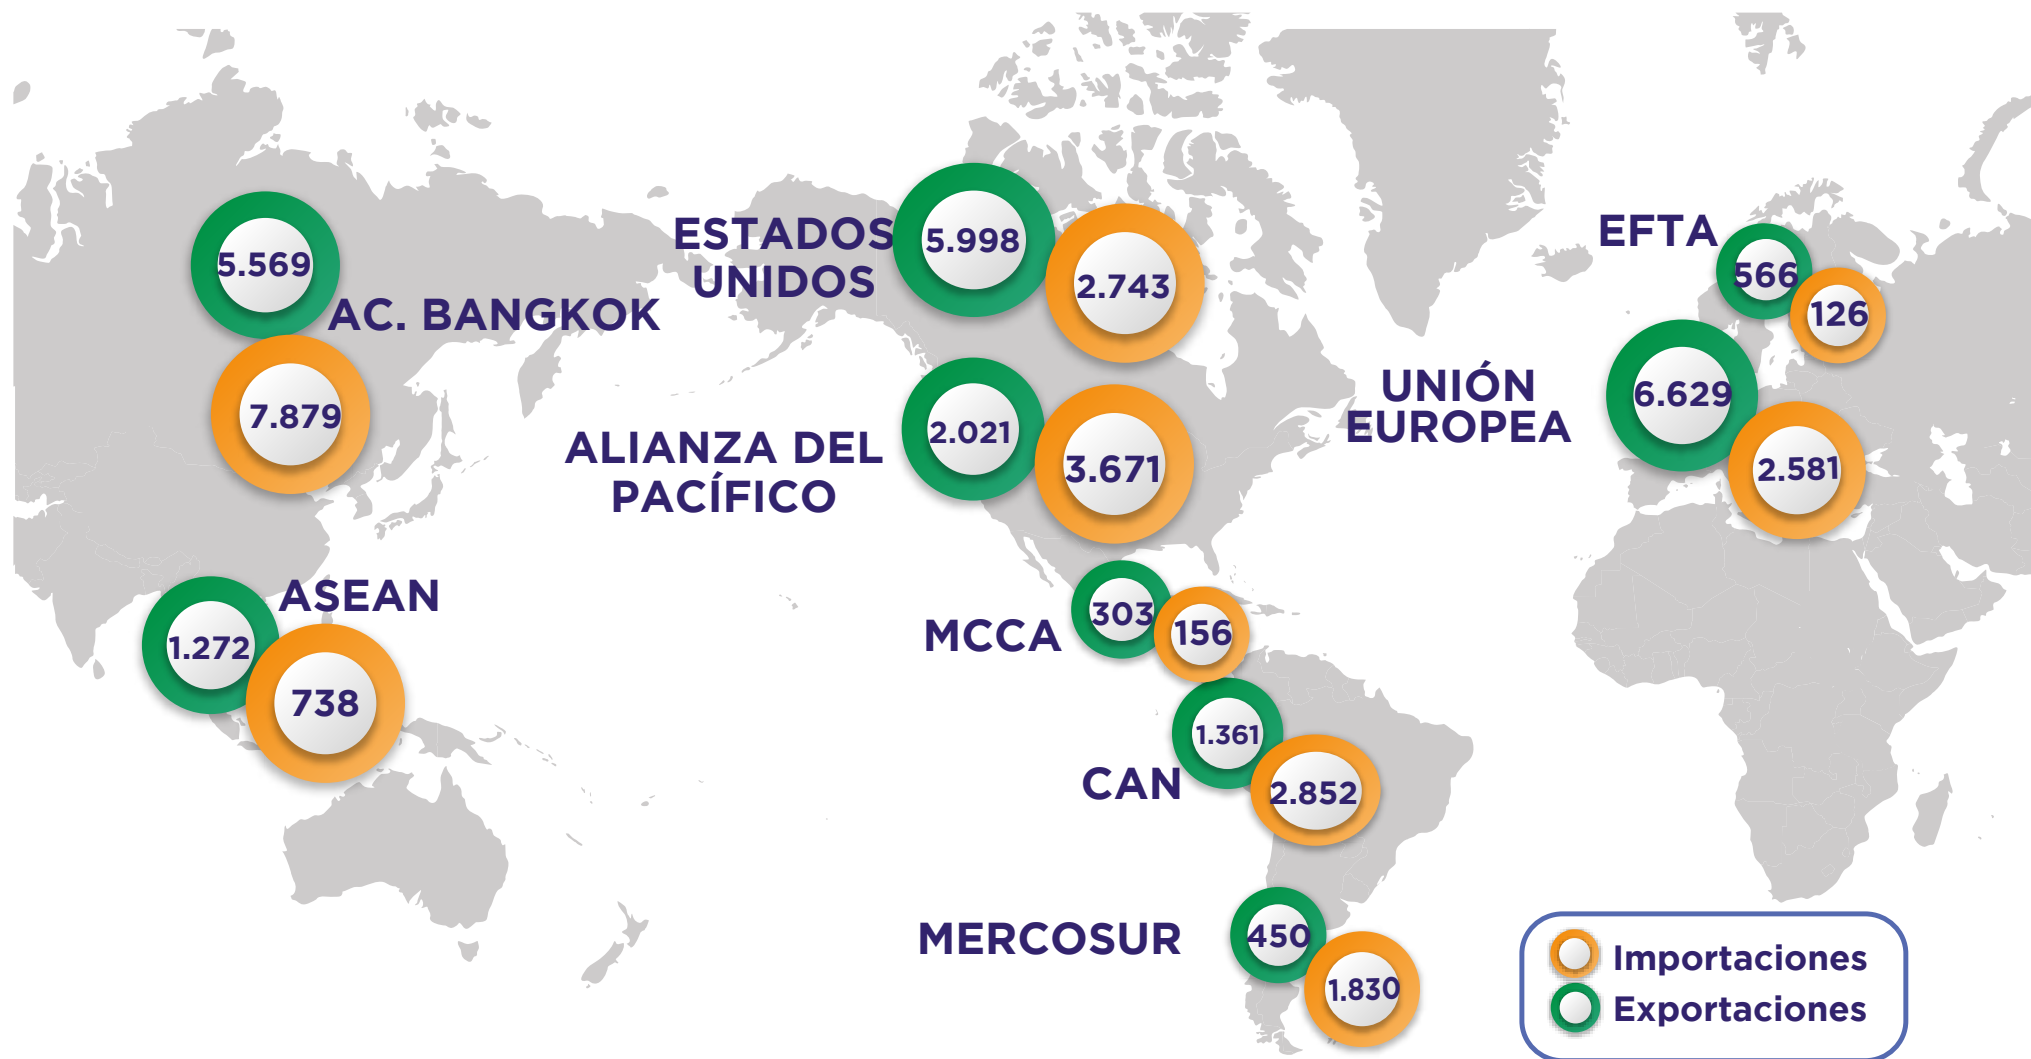 5.569
AC. BANGKOK
7.879
ASEAN
1.272
738
ESTADOS
UNIDOS
5.998
2.743
ALIANZA DEL
PACÍFICO
2.021
3.671
MCCA
303
156
CAN
1.361
2.852
MERCOSUR
450
1.830
EFTA
566
126
UNIÓN
EUROPEA
6.629
2.581
Importaciones
Exportaciones